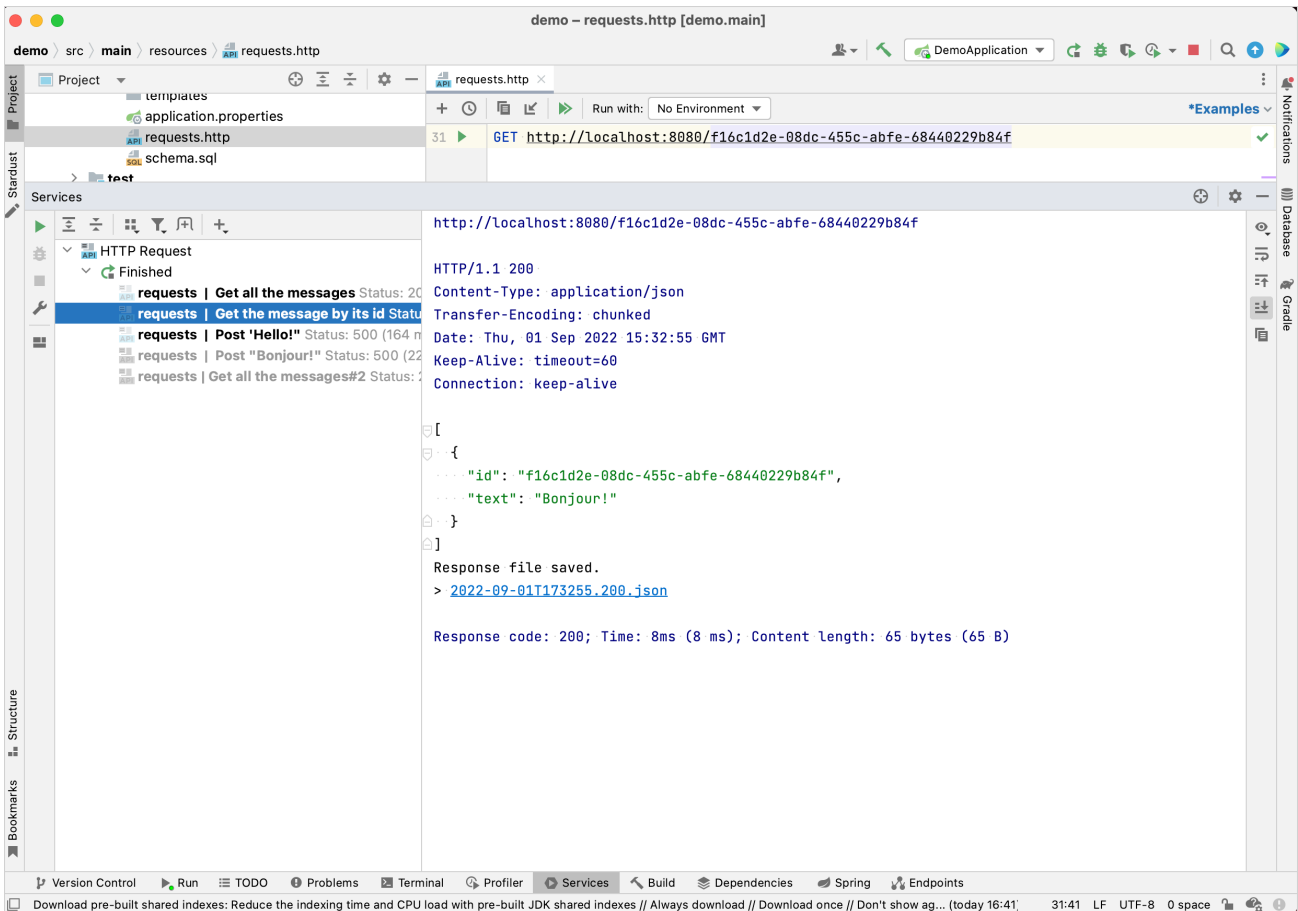 demo – requests.http [demo.main]
demo src main resources requests.http
DemoApplication
Project
requests.http
templates
application.properties
requests.http
schema.sql
test
Run with: No Environment
*Examples
31 GET http://localhost:8080/f16c1d2e-08dc-455c-abfe-68440229b84f
Project
Stardust
Structure
Bookmarks
Notifications
Database
Gradle
Services
HTTP Request
Finished
requests | Get all the messages Status: 20
requests | Get the message by its id Statu
requests | Post 'Hello!" Status: 500 (164 m
requests | Post "Bonjour!" Status: 500 (22
requests | Get all the messages#2 Status: 2
http://localhost:8080/f16c1d2e-08dc-455c-abfe-68440229b84f
HTTP/1.1 200
Content-Type: application/json
Transfer-Encoding: chunked
Date: Thu, 01 Sep 2022 15:32:55 GMT
Keep-Alive: timeout=60
Connection: keep-alive
[
{
"id": "f16c1d2e-08dc-455c-abfe-68440229b84f",
"text": "Bonjour!"
}
]
Response file saved.
> 2022-09-01T173255.200.json
Response code: 200; Time: 8ms (8 ms); Content length: 65 bytes (65 B)
Version Control Run TODO Problems Terminal Profiler Services Build Dependencies Spring Endpoints
Download pre-built shared indexes: Reduce the indexing time and CPU load with pre-built JDK shared indexes // Always download // Download once // Don't show ag... (today 16:41) 31:41 LF UTF-8 0 space